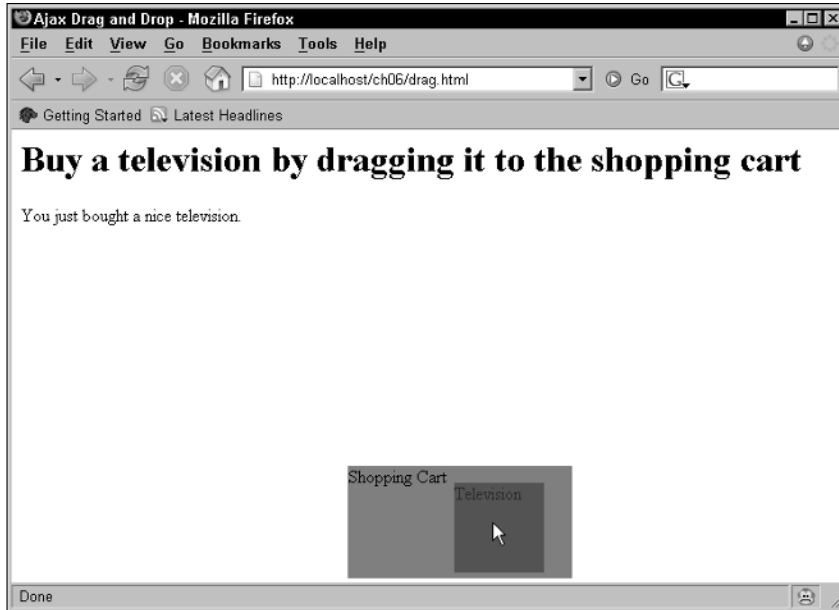 Ajax Drag and Drop - Mozilla Firefox
File Edit View Go Bookmarks Tools Help
http://localhost/ch06/drag.html Go G
Getting Started Latest Headlines
Buy a television by dragging it to the shopping cart
You just bought a nice television.
Shopping Cart
Television
Done